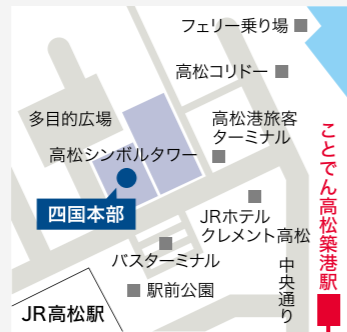 フェリー乗り場
高松コリドー
多目的広場
高松港旅客
ターミナル
高松シンボルタワー
ことでん高松築港駅
四国本部
JRホテル
クレメント高松
バスターミナル
中央通り
駅前公園
JR高松駅